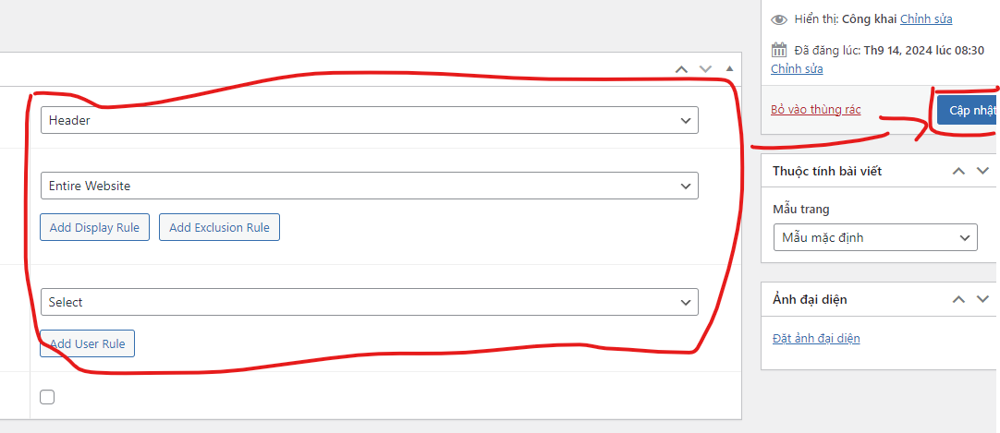 Header
Entire Website
Add Display Rule
Add Exclusion Rule
Select
Add User Rule
Hiển thị: Công khai Chỉnh sửa
Đã đăng lúc: Th9 14, 2024 lúc 08:30
Chỉnh sửa
Bỏ vào thùng rác
Cập nhật
Thuộc tính bài viết
Mẫu trang
Mẫu mặc định
Ảnh đại diện
Đặt ảnh đại diện